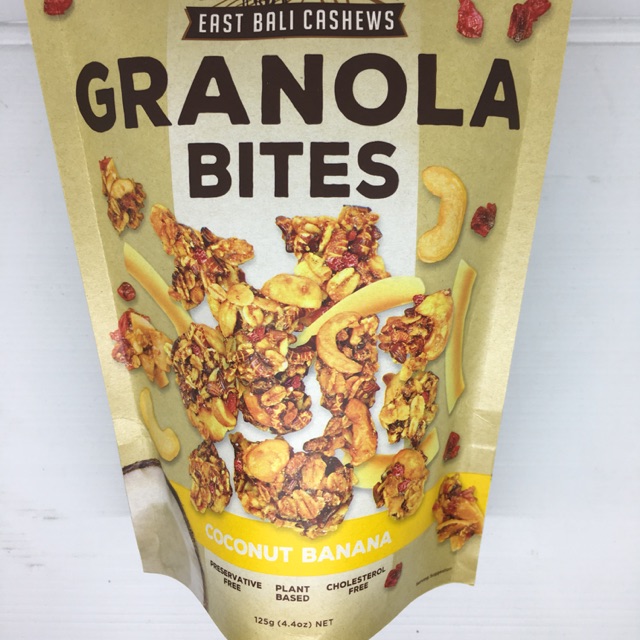 EAST BALI CASHEWS
GRANOLA
BITES
COCONUT BANANA
PRESERVATIVE
FREE
PLANT
BASED
CHOLESTEROL
FREE
125g (4.4oz) NET